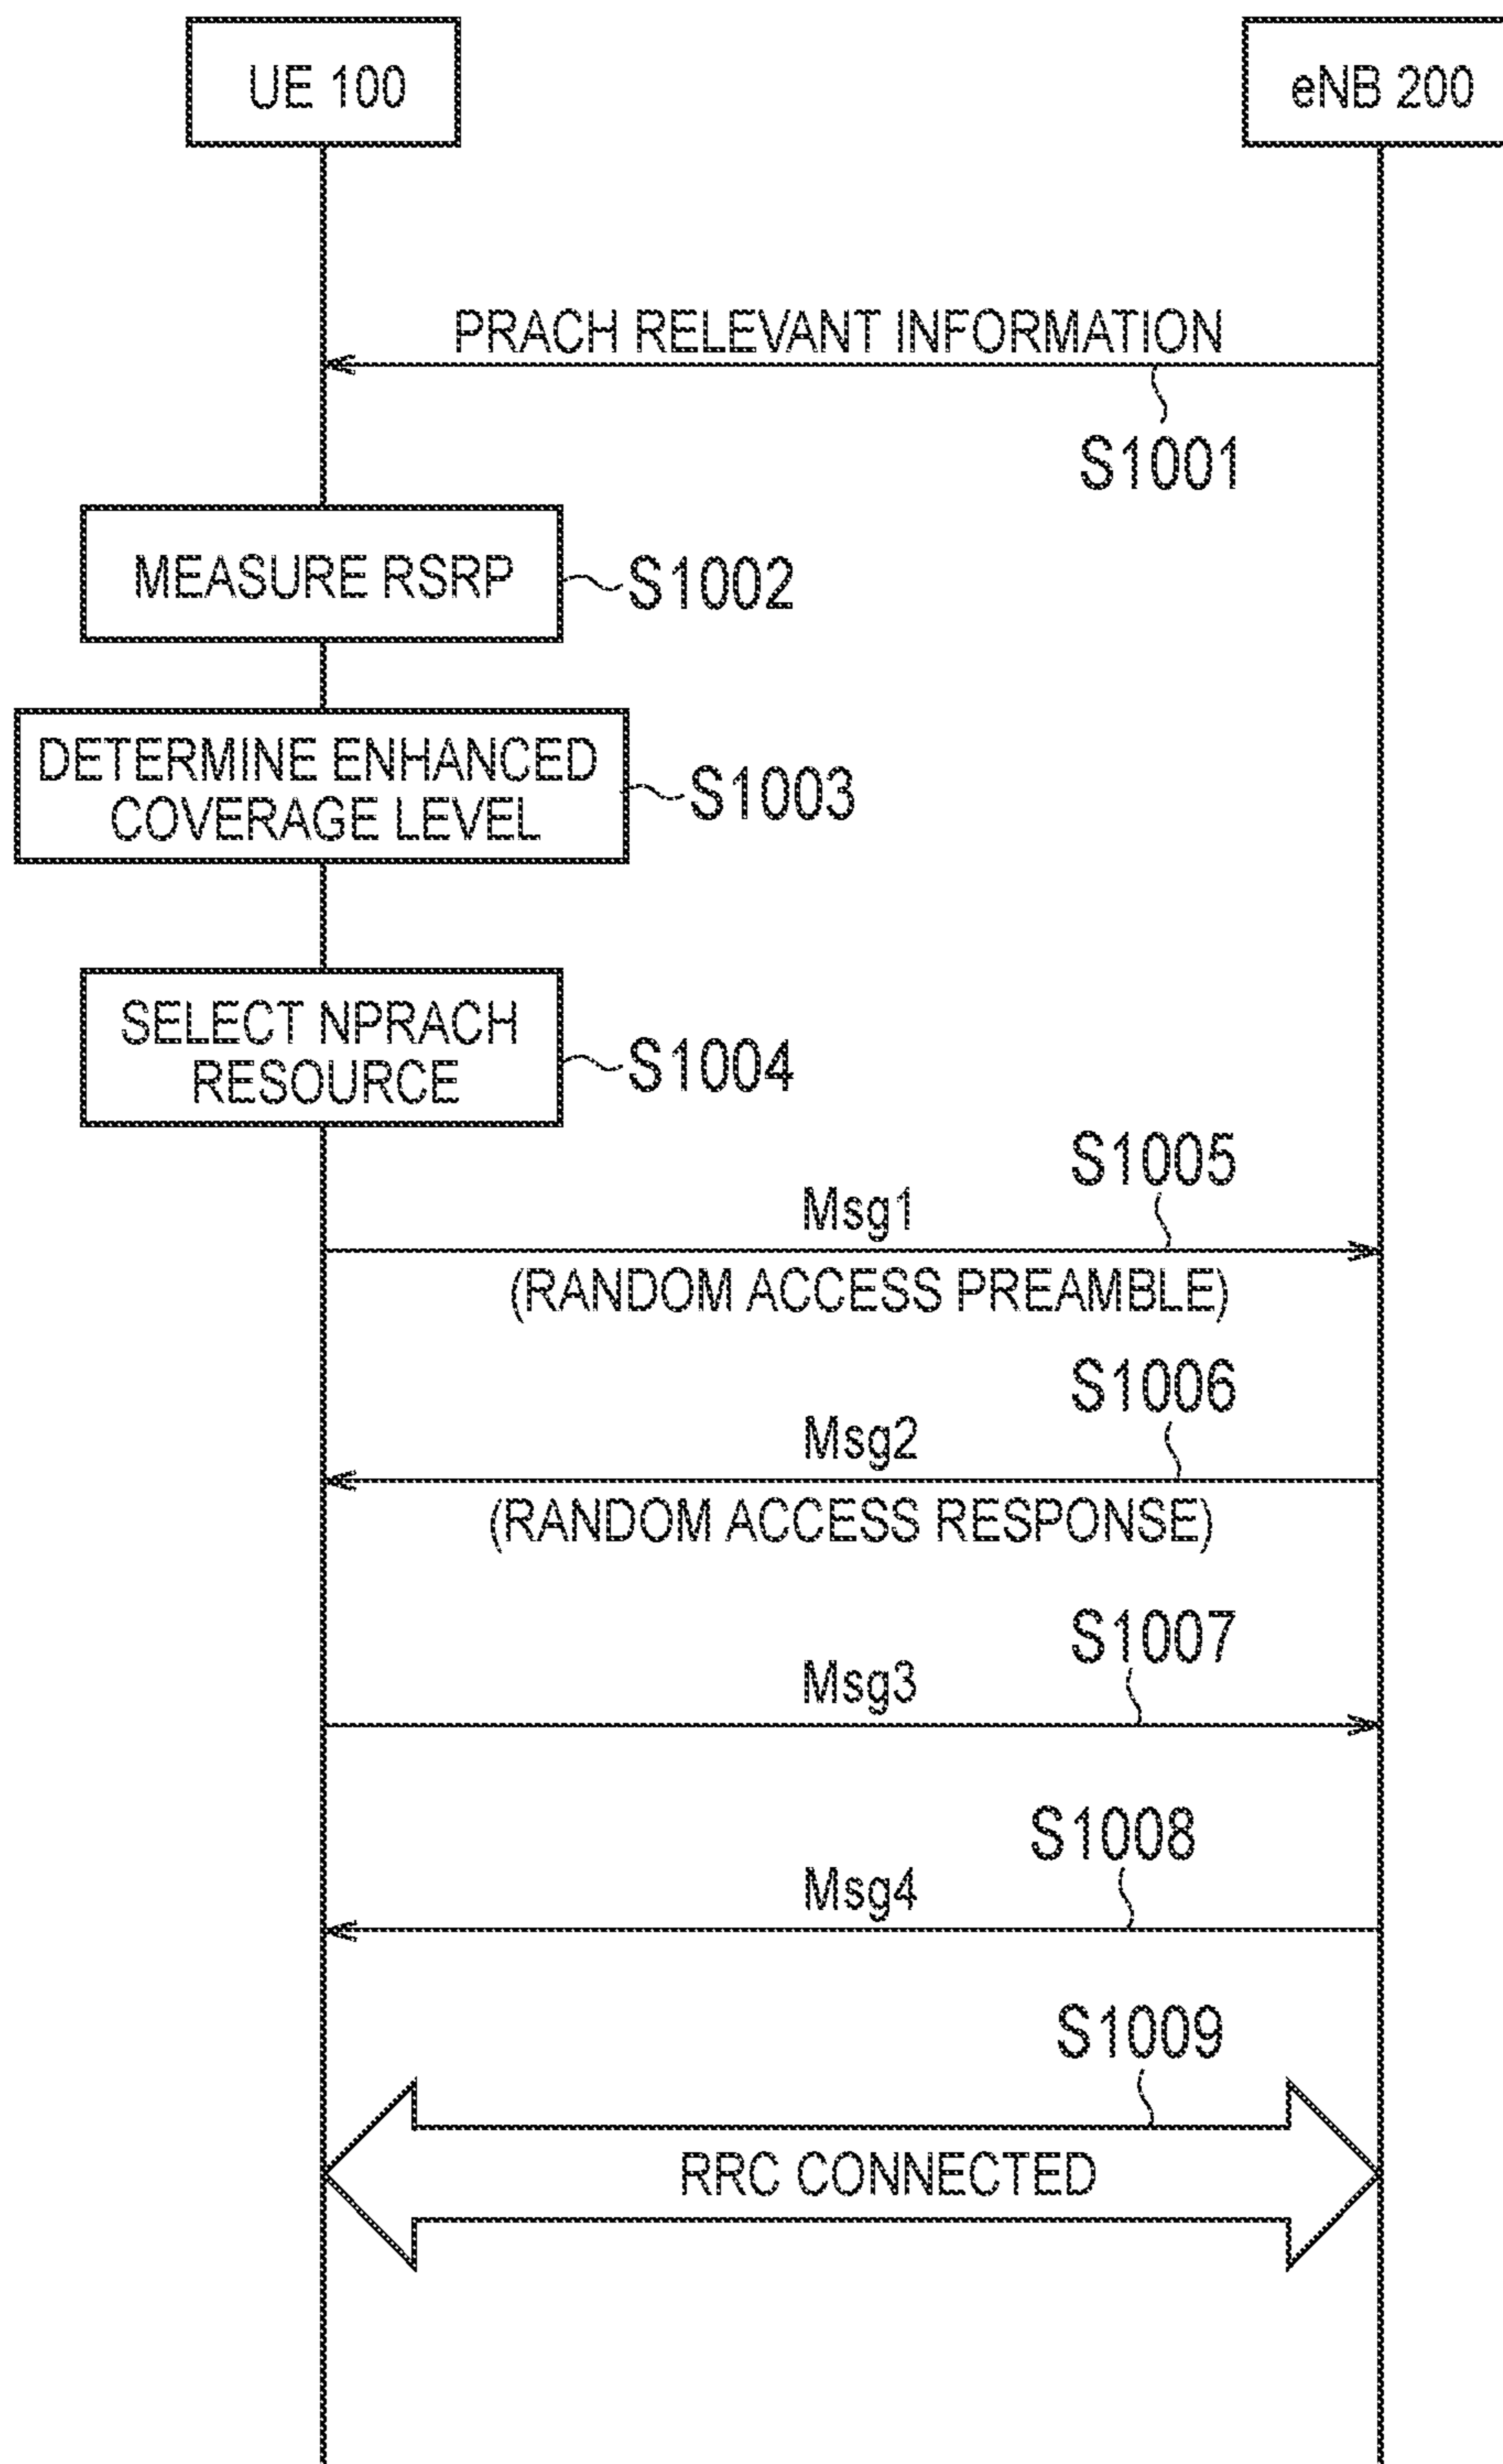 UE 100
eNB 200
PRACH RELEVANT INFORMATION
S1001
MEASURE RSRP
S1002
DETERMINE ENHANCED
COVERAGE LEVEL
S1003
SELECT NPRACH
RESOURCE
S1004
S1005
Msg1
(RANDOM ACCESS PREAMBLE)
S1006
Msg2
(RANDOM ACCESS RESPONSE)
S1007
Msg3
S1008
Msg4
S1009
RRC CONNECTED